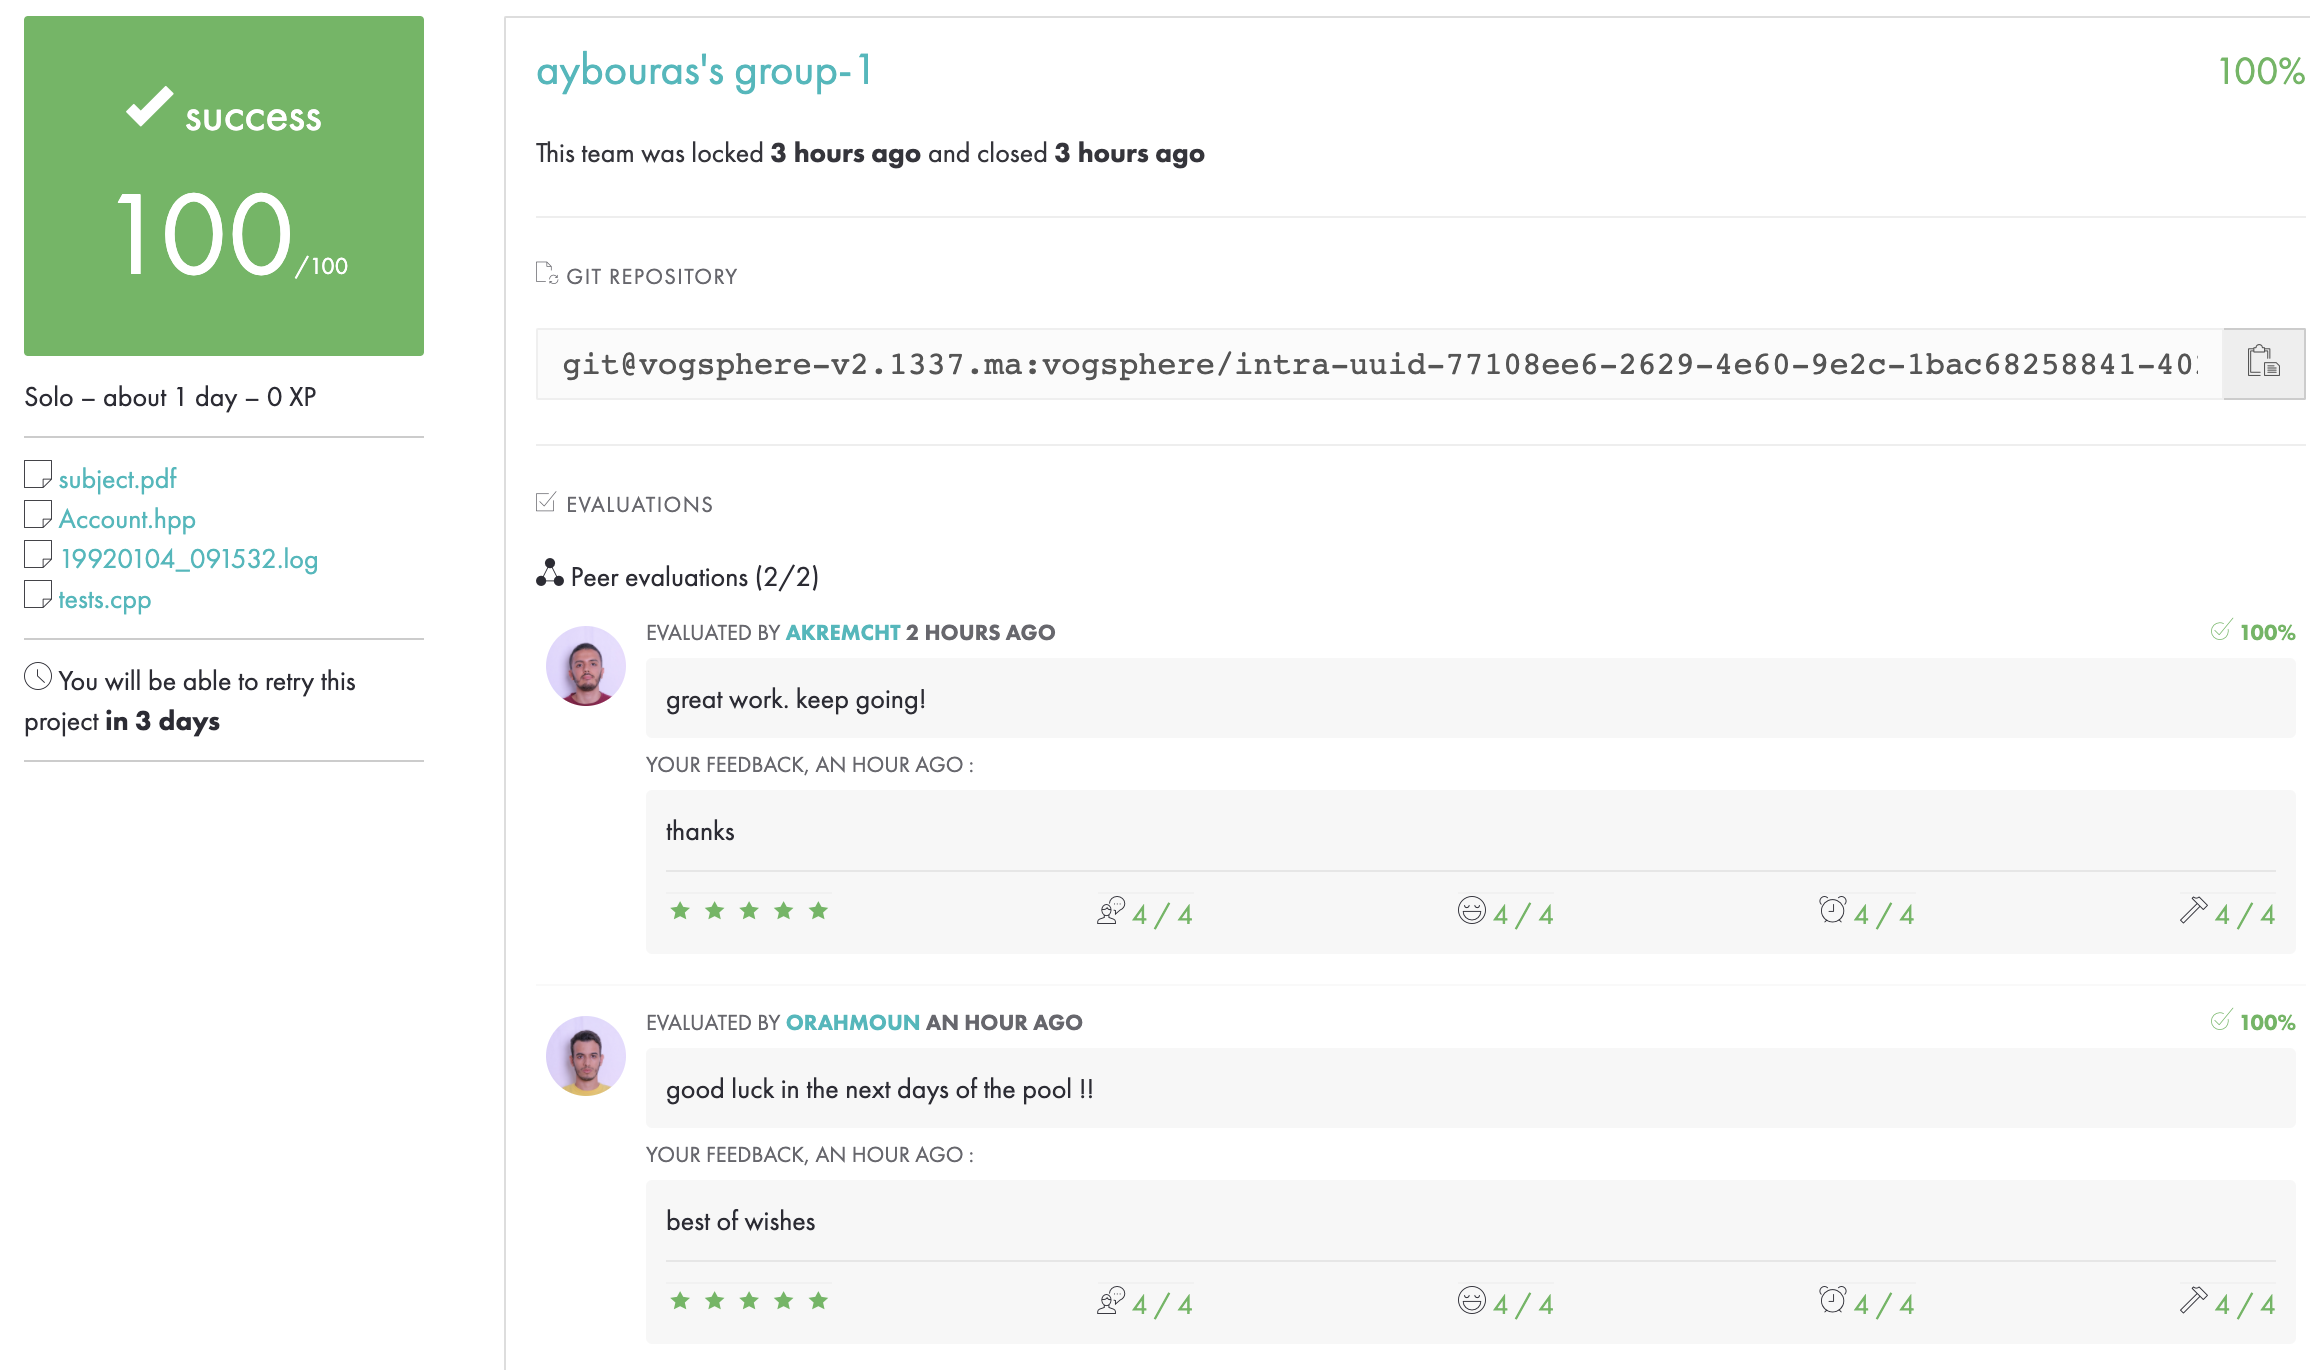 success
100/100
Solo – about 1 day – 0 XP
subject.pdf
Account.hpp
19920104_091532.log
tests.cpp
You will be able to retry this
project in 3 days
aybouras's group-1
100%
This team was locked 3 hours ago and closed 3 hours ago
GIT REPOSITORY
git@vogsphere-v2.1337.ma:vogsphere/intra-uuid-77108ee6-2629-4e60-9e2c-1bac68258841-40
EVALUATIONS
Peer evaluations (2/2)
EVALUATED BY AKREMCHT 2 HOURS AGO
100%
great work. keep going!
YOUR FEEDBACK, AN HOUR AGO :
thanks
4 / 4 4 / 4 4 / 4 4 / 4
EVALUATED BY ORAHMOUN AN HOUR AGO
100%
good luck in the next days of the pool !!
YOUR FEEDBACK, AN HOUR AGO :
best of wishes
4 / 4 4 / 4 4 / 4 4 / 4